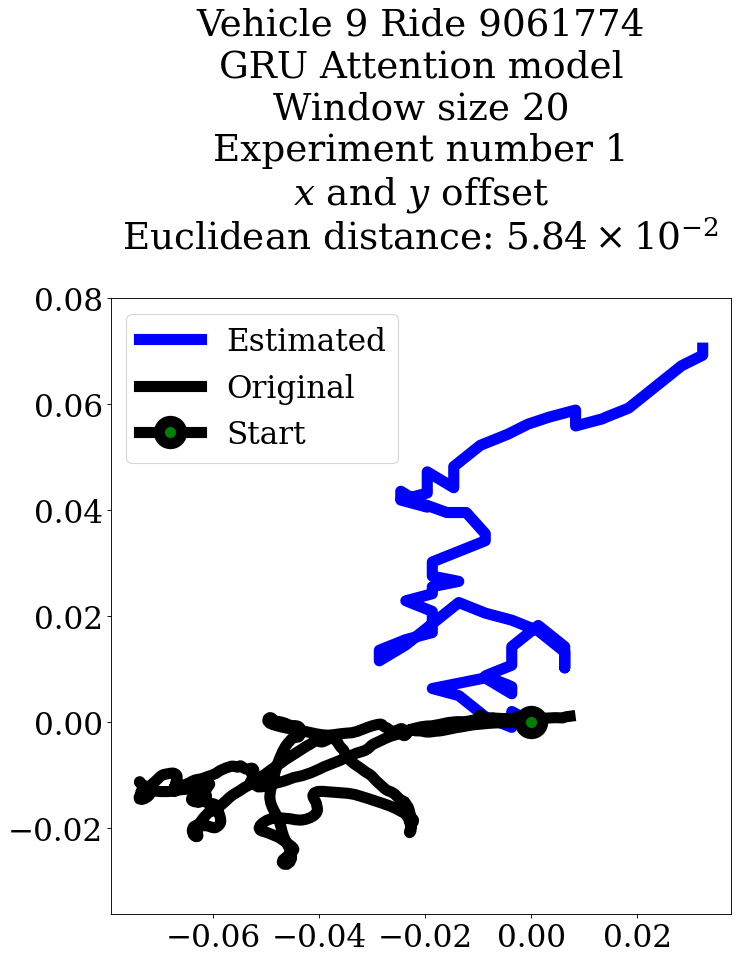 Vehicle 9 Ride 9061774
GRU Attention model
Window size 20
Experiment number 1
x and y offset
Euclidean distance: 5.84 × 10⁻²
0.08
0.06
0.04
0.02
0.00
−0.02
Estimated
Original
Start
−0.06 −0.04 −0.02 0.00 0.02